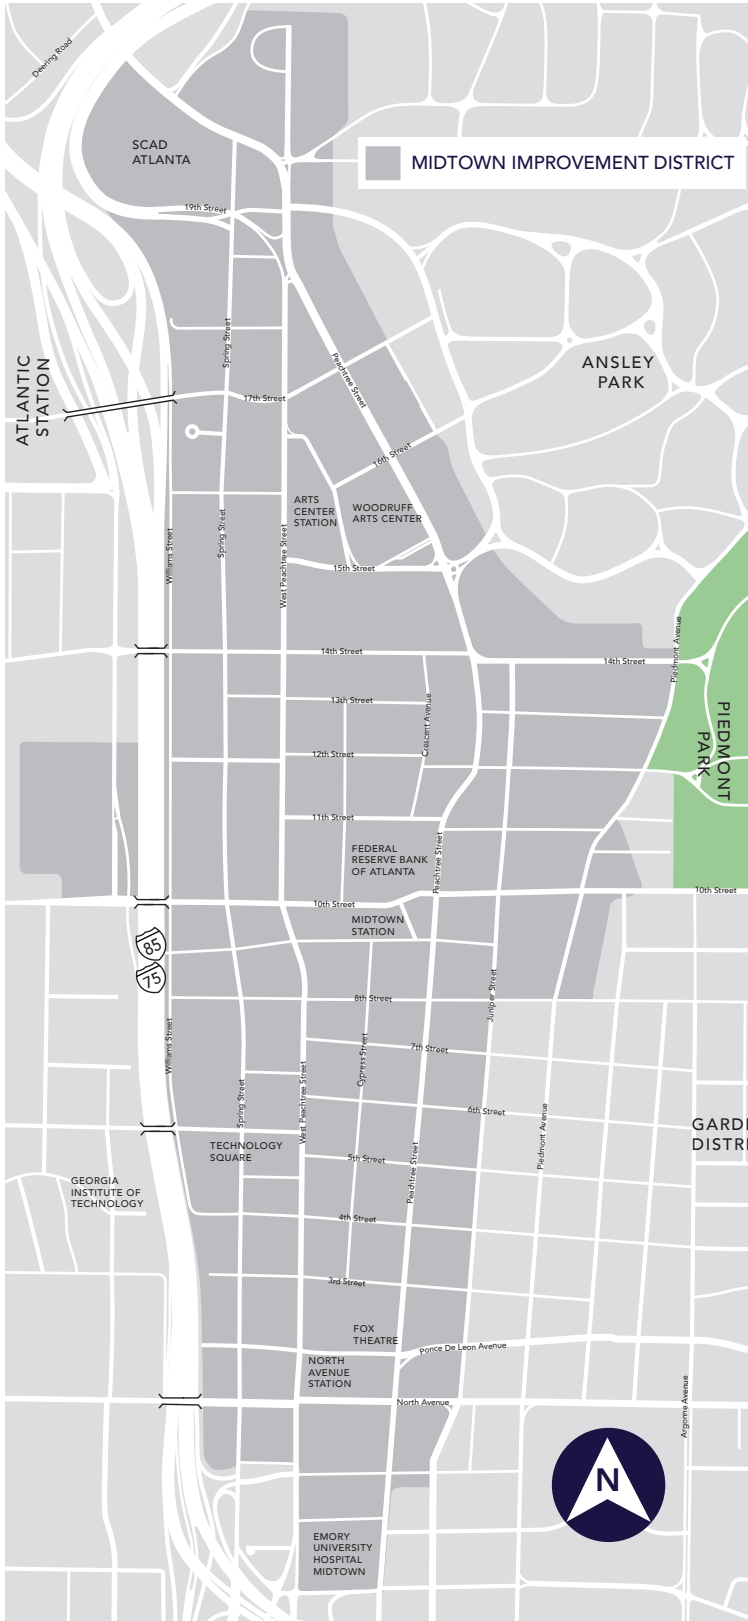 Deering Road
SCAD
ATLANTA
MIDTOWN IMPROVEMENT DISTRICT
19th Street
Spring Street
ATLANTIC
STATION
17th Street
Peachtree Street
ANSLEY
PARK
16th Street
ARTS
CENTER
STATION
WOODRUFF
ARTS CENTER
Williams Street
Spring Street
West Peachtree Street
15th Street
14th Street
14th Street
Piedmont Avenue
13th Street
Crescent Avenue
12th Street
PIEDMONT
PARK
11th Street
FEDERAL
RESERVE BANK
OF ATLANTA
Peachtree Street
10th Street
10th Street
MIDTOWN
STATION
85
75
8th Street
Juniper Street
Williams Street
Cypress Street
7th Street
West Peachtree Street
Spring Street
6th Street
Piedmont Avenue
GARDE
DISTRI
TECHNOLOGY
SQUARE
5th Street
Peachtree Street
GEORGIA
INSTITUTE OF
TECHNOLOGY
4th Street
3rd Street
FOX
THEATRE
Ponce De Leon Avenue
NORTH
AVENUE
STATION
North Avenue
Argonne Avenue
N
EMORY
UNIVERSITY
HOSPITAL
MIDTOWN